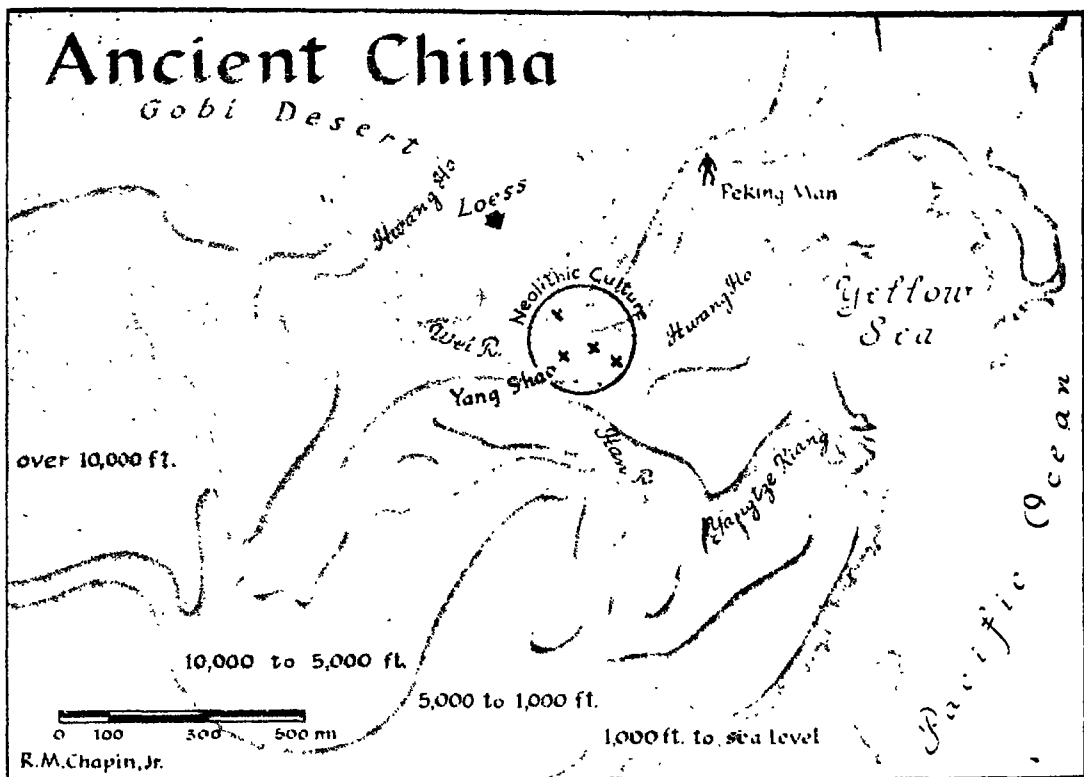 Ancient China
Gobi Desert
Hwang Ho
Loess
Peking Man
Neolithic Culture
Hwang Ho
Yellow
Sea
Wei R.
Yang Shao
Han R.
Yangtze Kiang
over 10,000 ft.
Pacific Ocean
10,000 to 5,000 ft.
5,000 to 1,000 ft.
1,000 ft. to sea level
0 100 300 500 mi
R.M.Chapin,Jr.